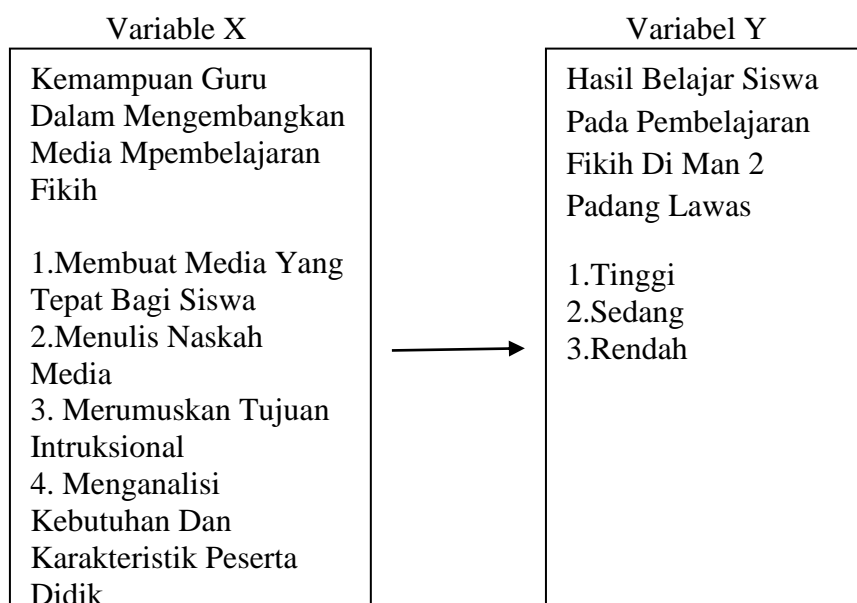 Variable X
Kemampuan Guru
Dalam Mengembangkan
Media Mpembelajaran
Fikih
1.Membuat Media Yang
Tepat Bagi Siswa
2.Menulis Naskah
Media
3. Merumuskan Tujuan
Intruksional
4. Menganalisi
Kebutuhan Dan
Karakteristik Peserta
Didik
Variabel Y
Hasil Belajar Siswa
Pada Pembelajaran
Fikih Di Man 2
Padang Lawas
1.Tinggi
2.Sedang
3.Rendah